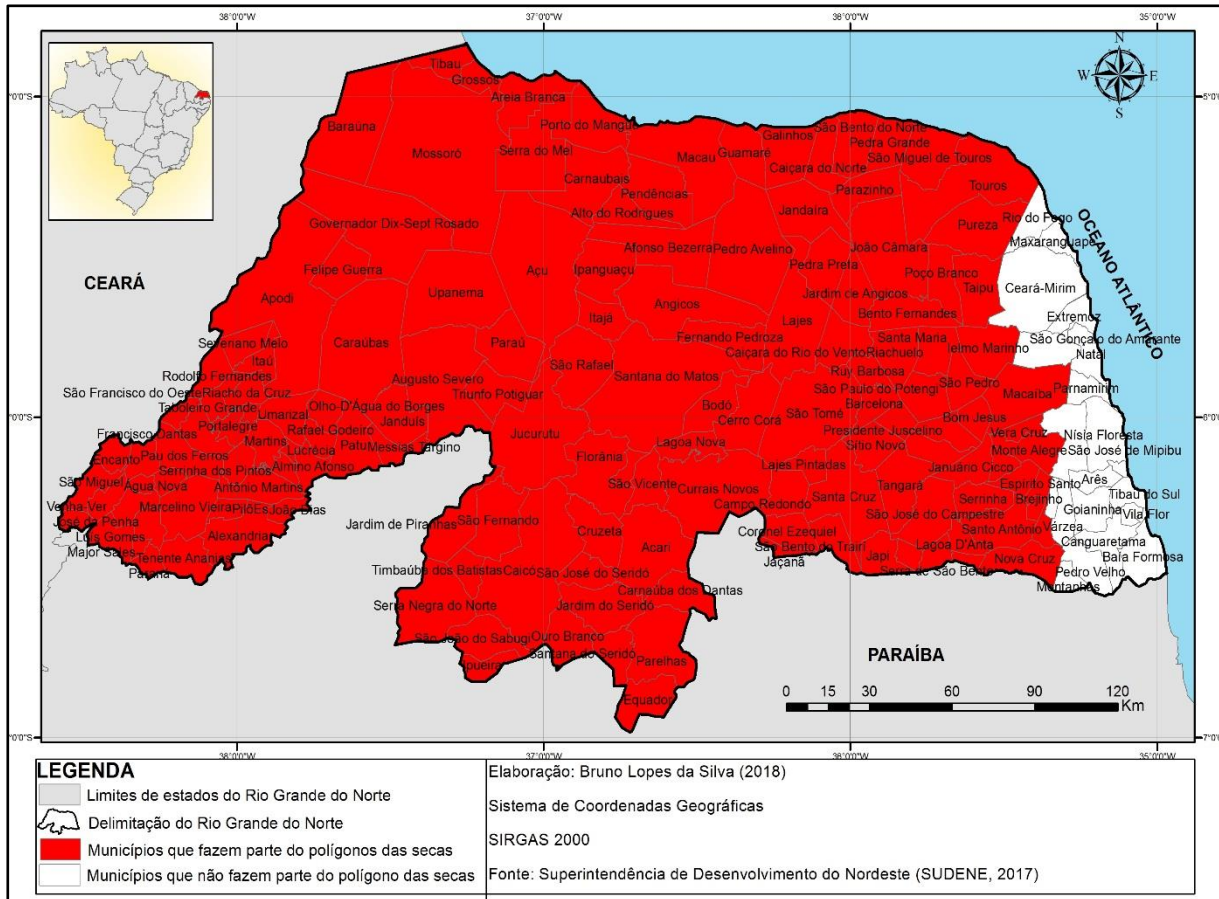 38°0'0"W
37°0'0"W
36°0'0"W
35°0'0"W
N
W
E
S
Tibau
Grossos
Areia Branca
Baraúna
Porto do Mangue
Galinhos
São Bento do Norte
Pedra Grande
Mossoró
Serra do Mel
Macau
Guamaré
Caiçara do Norte
São Miguel de Touros
Carnaubais
Pendências
Parazinho
Touros
Alto do Rodrigues
Jandaíra
Governador Dix-Sept Rosado
Pureza
Rio do Fogo
OCEANO ATLÂNTICO
Maxaranguape
Afonso Bezerra
Pedro Avelino
João Câmara
CEARÁ
Felipe Guerra
Açu
Ipanguaçu
Pedra Preta
Poço Branco
Apodi
Upanema
Angicos
Jardim de Angicos
Taipu
Ceará-Mirim
Itajá
Lajes
Bento Fernandes
Extremoz
Severiano Melo
Caraúbas
Paraú
Fernando Pedroza
Santa Maria
São Gonçalo do Amarante
Itaú
São Rafael
Caiçara do Rio do Vento
Riachuelo
Ielmo Marinho
Natal
Rodolfo Fernandes
Augusto Severo
Santana do Matos
Ruy Barbosa
São Francisco do Oeste
Riacho da Cruz
Triunfo Potiguar
São Paulo do Potengi
São Pedro
Macaíba
Parnamirim
Taboleiro Grande
Umarizal
Olho-D'Água do Borges
Bodó
São Tomé
Barcelona
Portalegre
Janduís
Cerro Corá
Bom Jesus
Francisco Dantas
Rafael Godeiro
Jucurutu
Presidente Juscelino
Vera Cruz
Nísia Floresta
Martins
Lucrécia
Patu
Messias Targino
Lagoa Nova
Sítio Novo
Monte Alegre
São José de Mipibu
Encanto
Pau dos Ferros
Florânia
Lajes Pintadas
Januário Cicco
Serrinha dos Pintos
Almino Afonso
São Miguel
Água Nova
Antônio Martins
São Vicente
Currais Novos
Tangará
Espirito Santo
Arês
Venha-Ver
Marcelino Vieira
PilõEs
João Dias
Campo Redondo
Santa Cruz
Serrinha
Brejinho
Tibau do Sul
José da Penha
São José do Campestre
Goianinha
Vila Flor
Luís Gomes
Alexandria
Jardim de Piranhas
São Fernando
Cruzeta
Coronel Ezequiel
Santo Antônio
Várzea
Major Sales
Tenente Ananias
Acari
São Bento do Trairí
Lagoa D'Anta
Canguaretama
Paraná
Jaçanã
Japi
Nova Cruz
Baía Formosa
Timbaúba dos Batistas
Caicó
São José do Seridó
Serra de São Bento
Pedro Velho
Montanhas
Carnaúba dos Dantas
Serra Negra do Norte
Jardim do Seridó
São João do Sabugi
Ouro Branco
Santana do Seridó
Parelhas
PARAÍBA
Ipueira
Equador
0 15 30 60 90 120
Km
38°0'0"W
37°0'0"W
36°0'0"W
35°0'0"W
LEGENDA
Limites de estados do Rio Grande do Norte
Delimitação do Rio Grande do Norte
Municípios que fazem parte do polígonos das secas
Municípios que não fazem parte do polígono das secas
Elaboração: Bruno Lopes da Silva (2018)
Sistema de Coordenadas Geográficas
SIRGAS 2000
Fonte: Superintendência de Desenvolvimento do Nordeste (SUDENE, 2017)